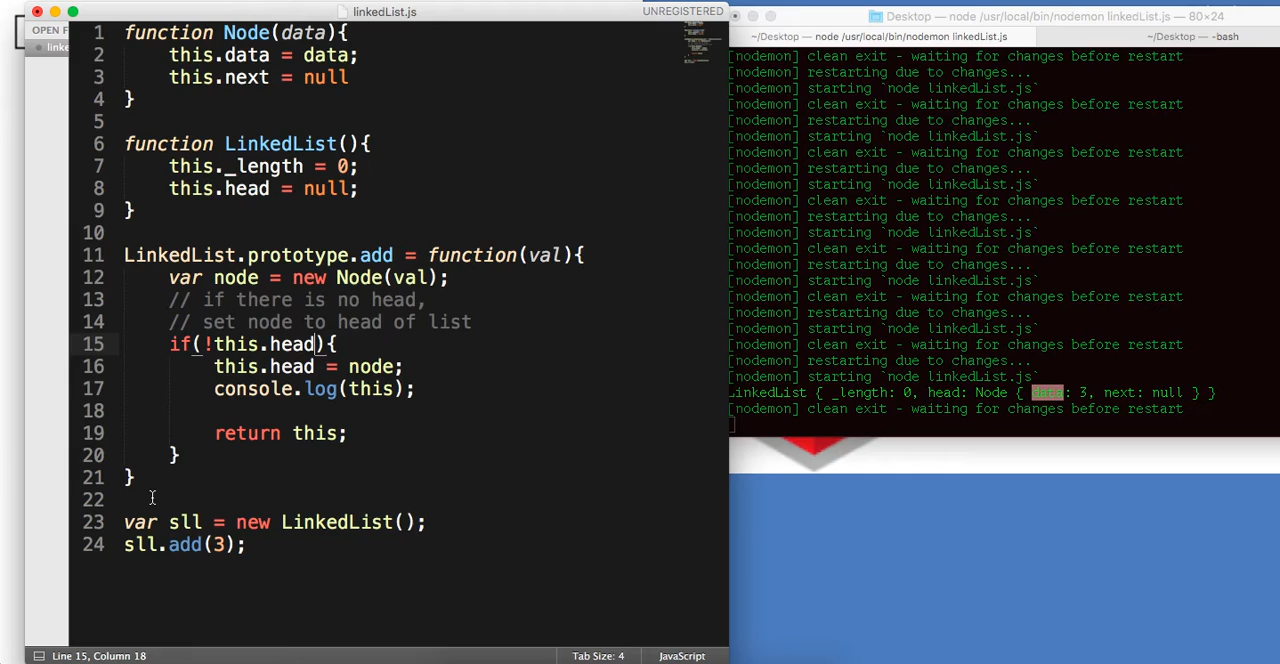 linkedList.js
UNREGISTERED
OPEN F
linke
1 function Node(data){
2 this.data = data;
3 this.next = null
4 }
5
6 function LinkedList(){
7 this._length = 0;
8 this.head = null;
9 }
10
11 LinkedList.prototype.add = function(val){
12 var node = new Node(val);
13 // if there is no head,
14 // set node to head of list
15 if(!this.head){
16 this.head = node;
17 console.log(this);
18
19 return this;
20 }
21 }
22
23 var sll = new LinkedList();
24 sll.add(3);
Line 15, Column 18
Tab Size: 4
JavaScript
Desktop — node /usr/local/bin/nodemon linkedList.js — 80×24
~/Desktop — node /usr/local/bin/nodemon linkedList.js
~/Desktop — -bash
[nodemon] clean exit - waiting for changes before restart
[nodemon] restarting due to changes...
[nodemon] starting `node linkedList.js`
[nodemon] clean exit - waiting for changes before restart
[nodemon] restarting due to changes...
[nodemon] starting `node linkedList.js`
[nodemon] clean exit - waiting for changes before restart
[nodemon] restarting due to changes...
[nodemon] starting `node linkedList.js`
[nodemon] clean exit - waiting for changes before restart
[nodemon] restarting due to changes...
[nodemon] starting `node linkedList.js`
[nodemon] clean exit - waiting for changes before restart
[nodemon] restarting due to changes...
[nodemon] starting `node linkedList.js`
[nodemon] clean exit - waiting for changes before restart
[nodemon] restarting due to changes...
[nodemon] starting `node linkedList.js`
[nodemon] clean exit - waiting for changes before restart
[nodemon] restarting due to changes...
[nodemon] starting `node linkedList.js`
LinkedList { _length: 0, head: Node { data: 3, next: null } }
[nodemon] clean exit - waiting for changes before restart